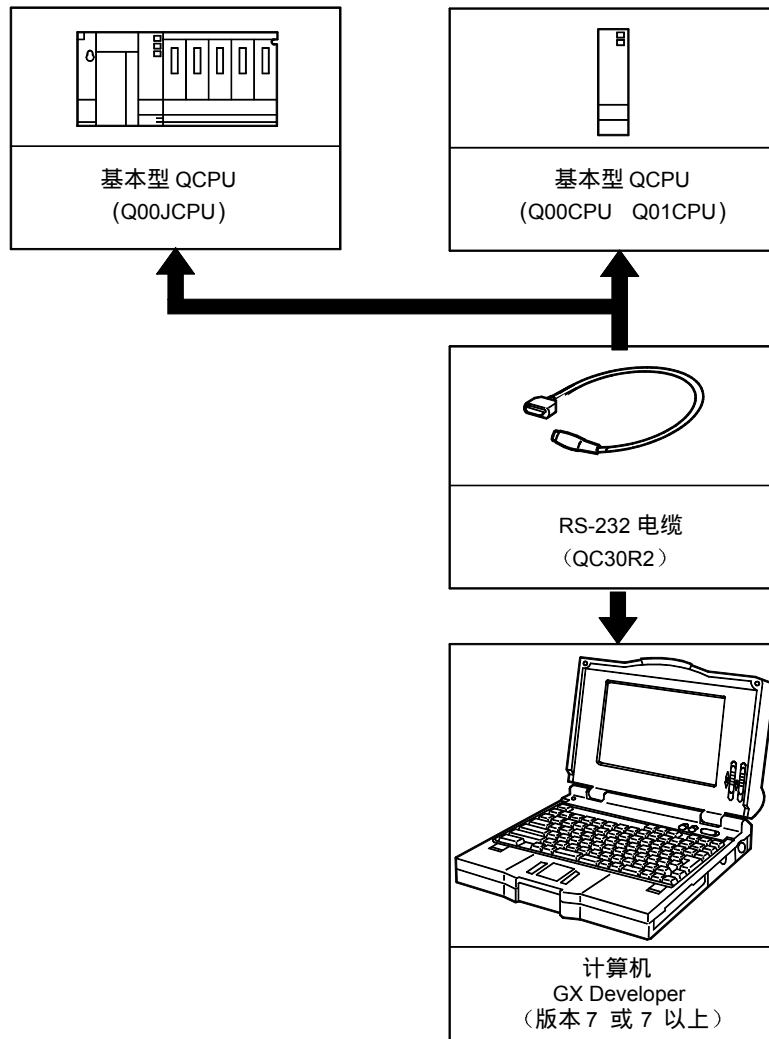 基本型 QCPU
(Q00JCPU)
基本型 QCPU
(Q00CPU Q01CPU)
RS-232 电缆
（QC30R2）
计算机
GX Developer
（版本 7 或 7 以上）